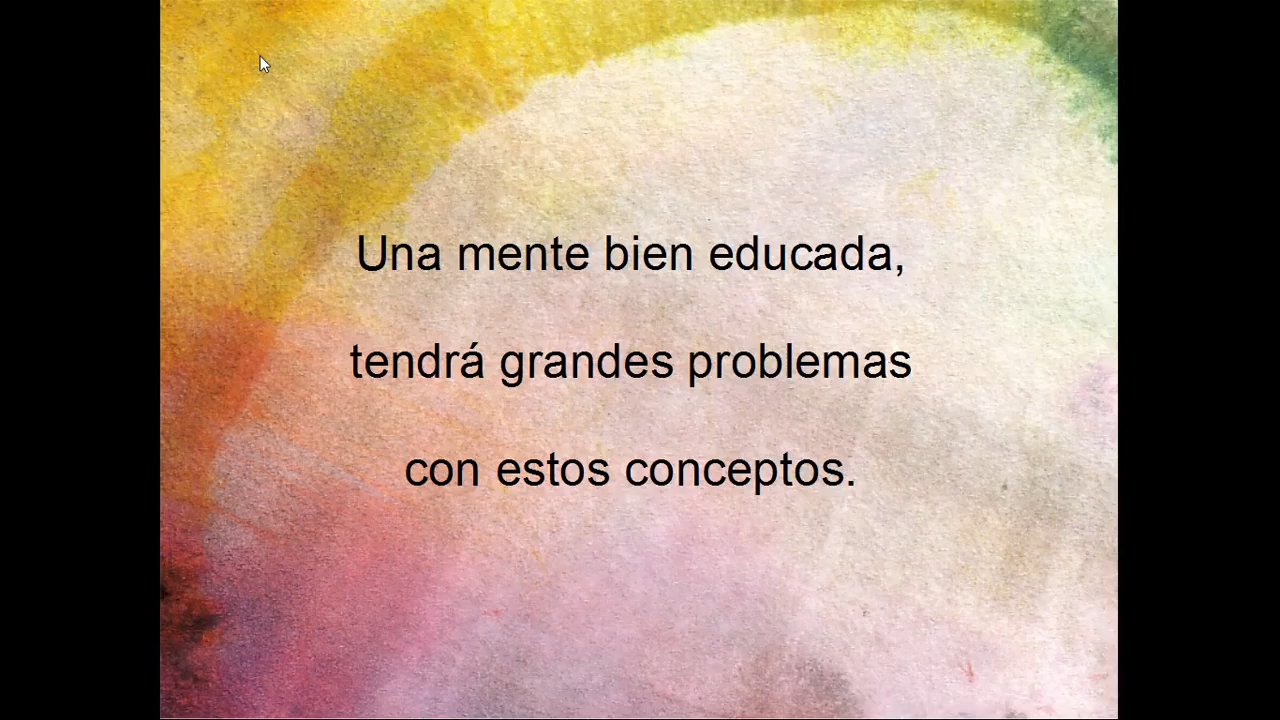 Una mente bien educada,
tendrá grandes problemas
con estos conceptos.